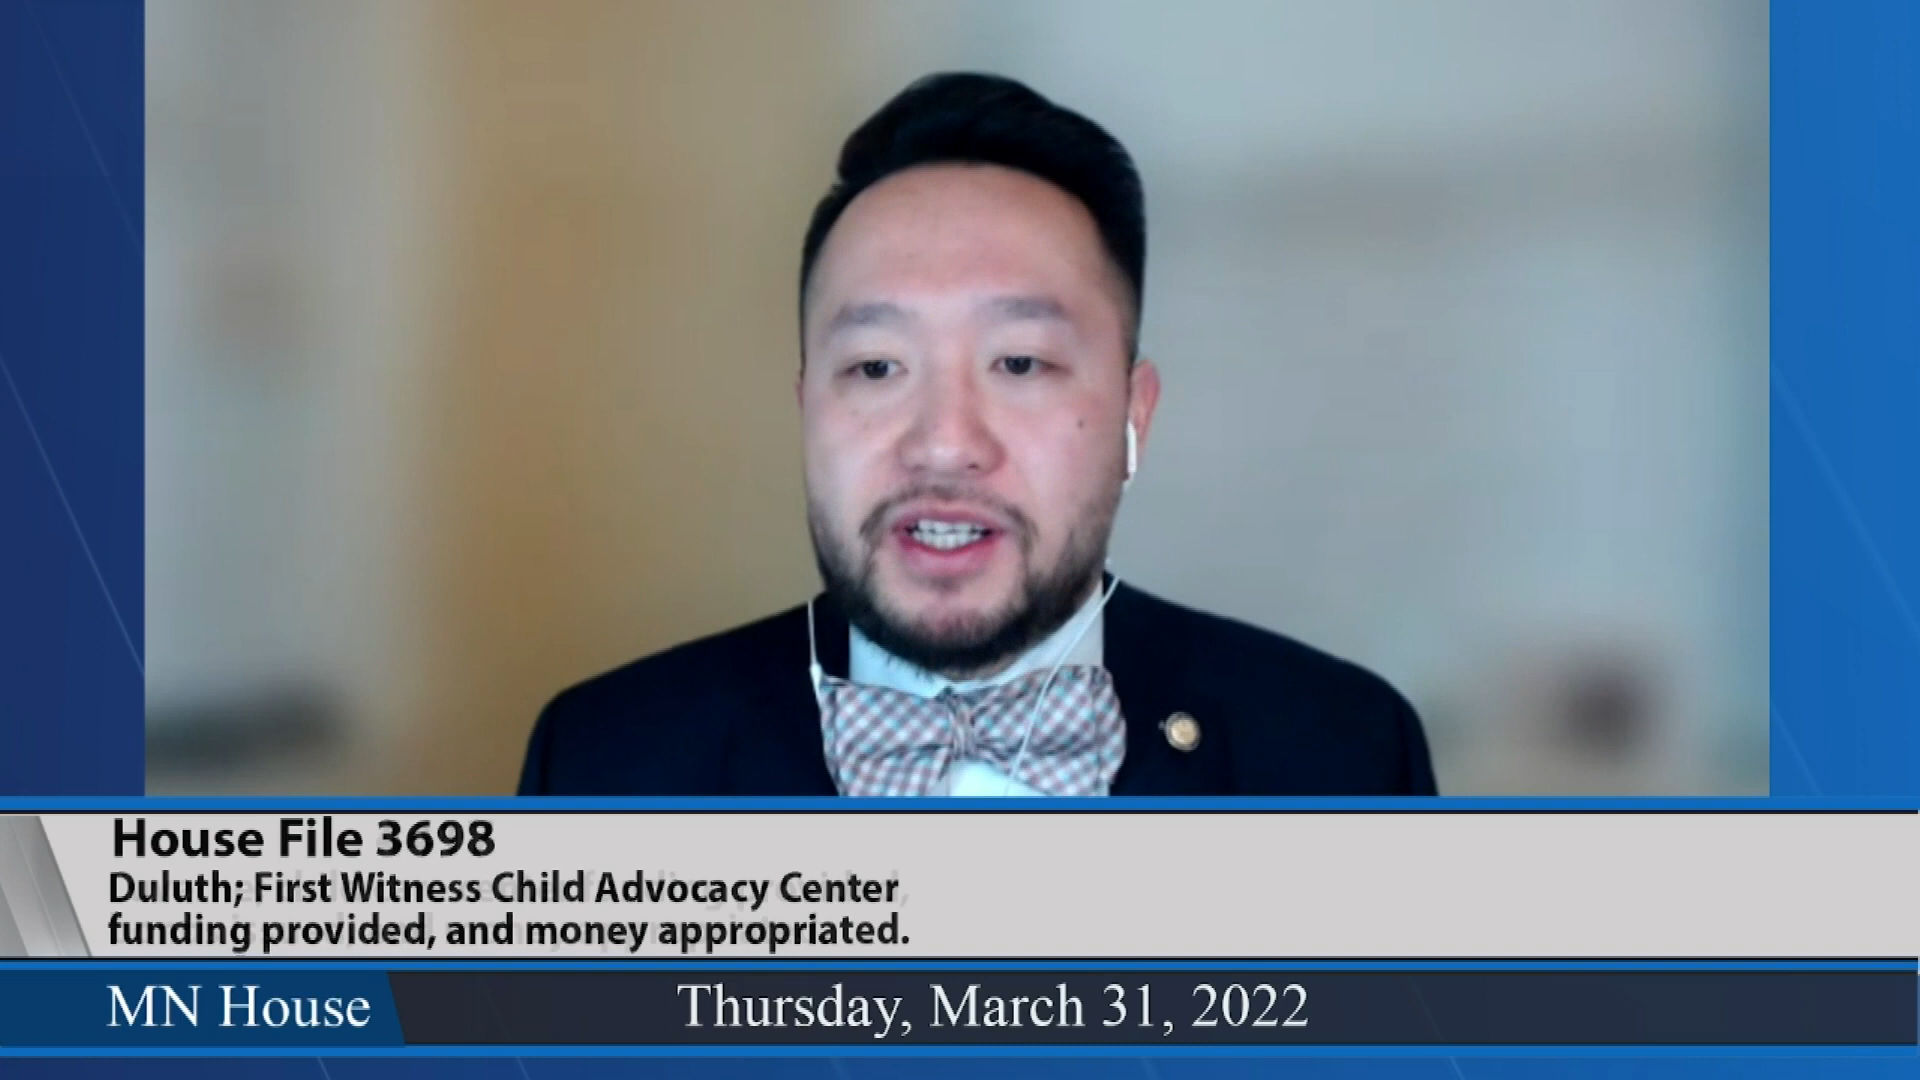 House File 3698
Duluth; First Witness Child Advocacy Center
funding provided, and money appropriated.
MN House
Thursday, March 31, 2022